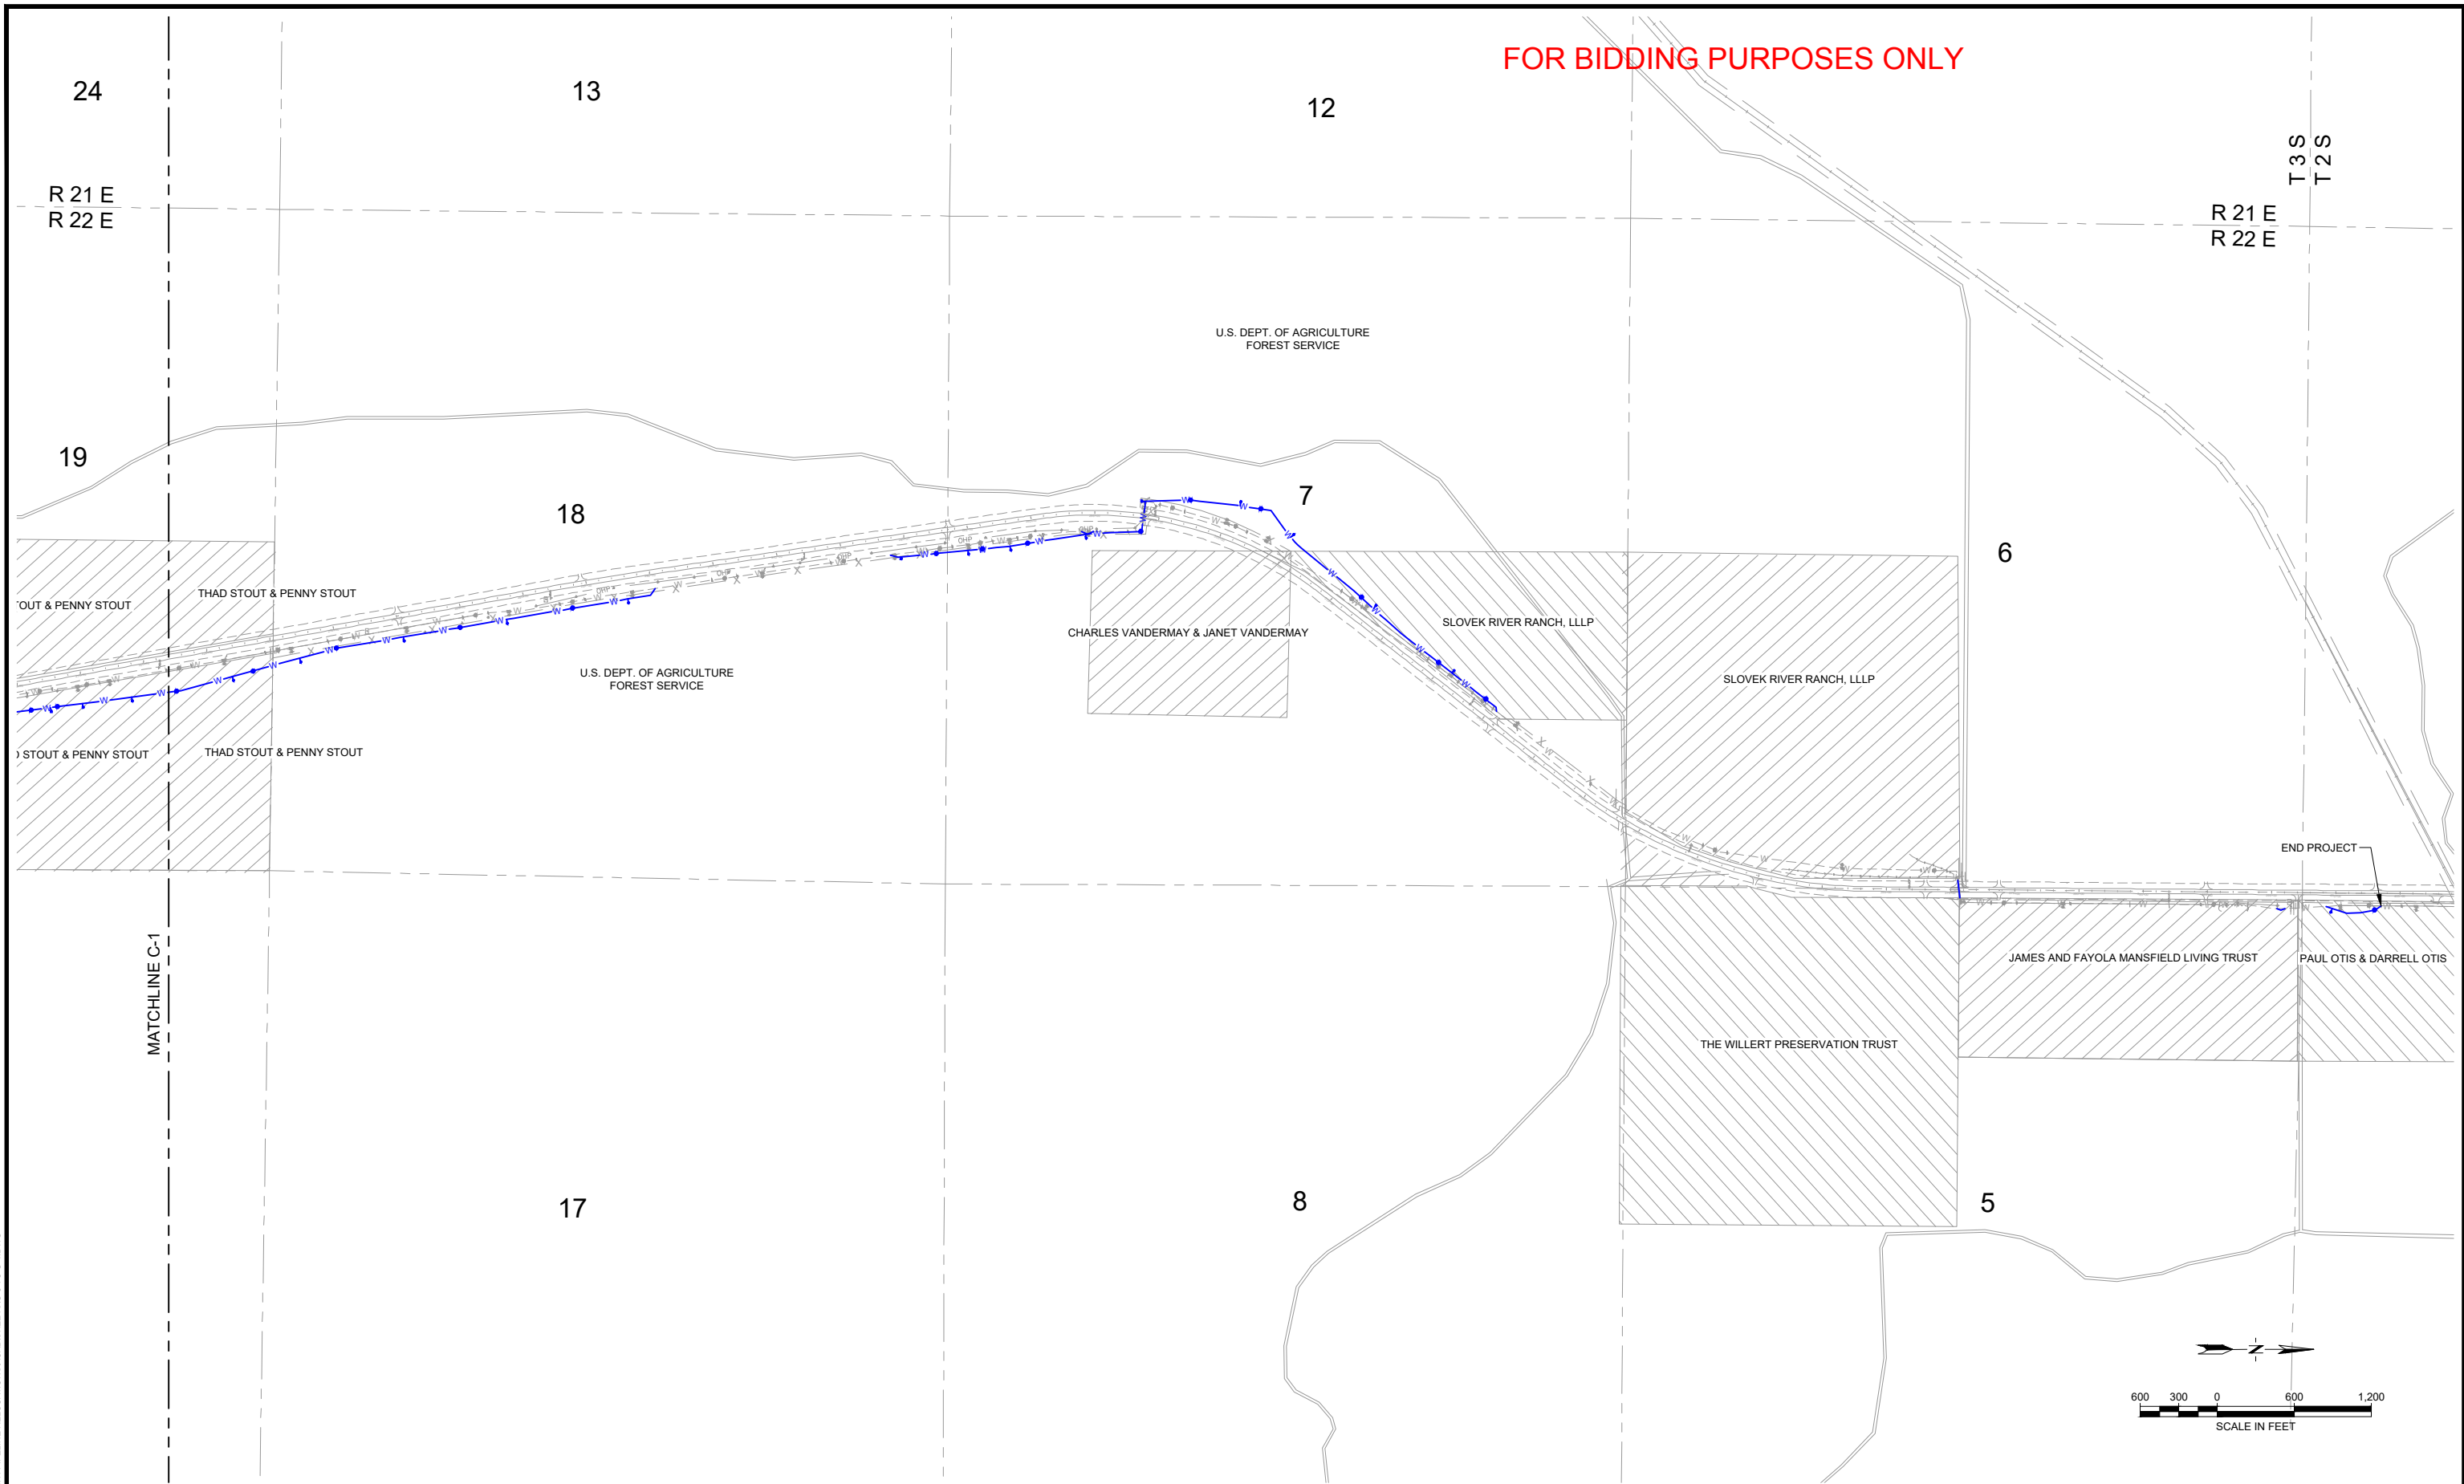 FOR BIDDING PURPOSES ONLY
24
13
12
T 3 S
T 2 S
R 21 E
R 22 E
R 21 E
R 22 E
U.S. DEPT. OF AGRICULTURE
FOREST SERVICE
19
18
7
6
OUT & PENNY STOUT
THAD STOUT & PENNY STOUT
CHARLES VANDERMAY & JANET VANDERMAY
SLOVEK RIVER RANCH, LLLP
SLOVEK RIVER RANCH, LLLP
U.S. DEPT. OF AGRICULTURE
FOREST SERVICE
STOUT & PENNY STOUT
THAD STOUT & PENNY STOUT
END PROJECT
MATCHLINE C-1
JAMES AND FAYOLA MANSFIELD LIVING TRUST
PAUL OTIS & DARRELL OTIS
THE WILLERT PRESERVATION TRUST
17
8
5
N
600 300 0 600 1,200
SCALE IN FEET